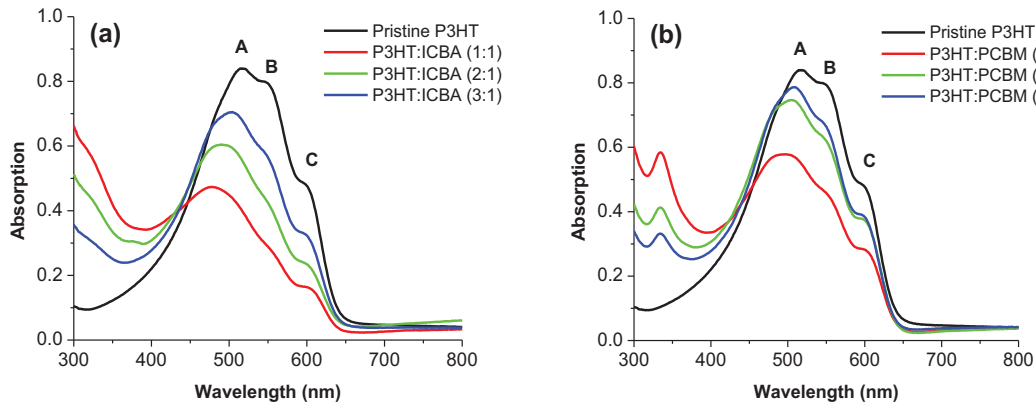 (a)
Pristine P3HT
P3HT:ICBA (1:1)
P3HT:ICBA (2:1)
P3HT:ICBA (3:1)
A
B
C
1.0
0.8
0.6
0.4
0.2
0.0
Absorption
300 400 500 600 700 800
Wavelength (nm)
(b)
Pristine P3HT
P3HT:PCBM (
P3HT:PCBM (
P3HT:PCBM (
A
B
C
1.0
0.8
0.6
0.4
0.2
0.0
Absorption
300 400 500 600 700 800
Wavelength (nm)